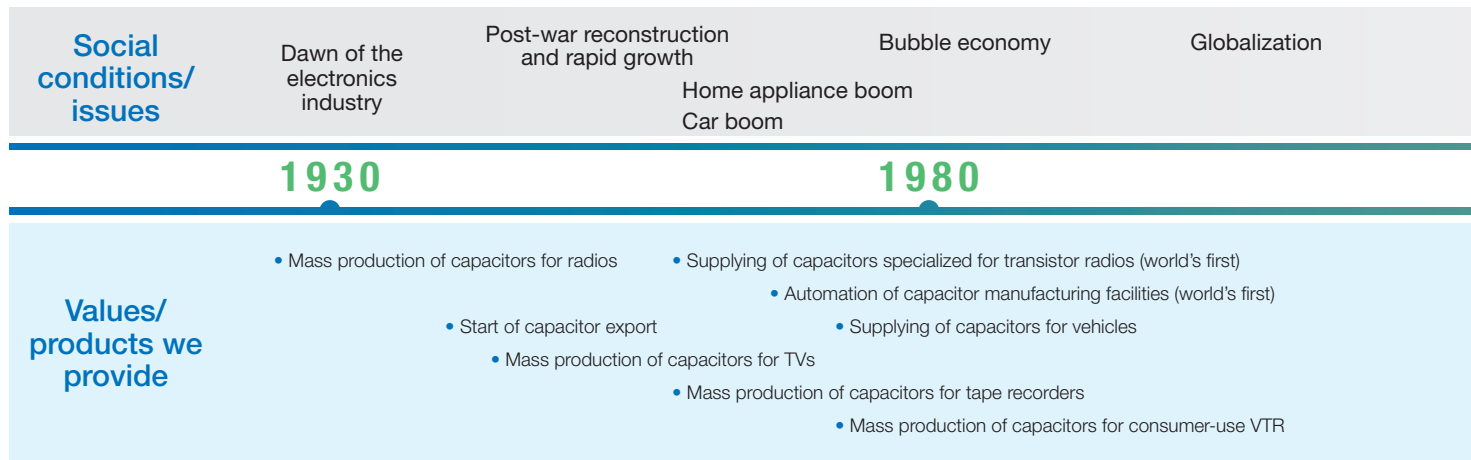 Social
conditions/
issues
Dawn of the
electronics
industry
Post-war reconstruction
and rapid growth
Home appliance boom
Car boom
Bubble economy
Globalization
1930
1980
Values/
products we
provide
• Mass production of capacitors for radios
• Supplying of capacitors specialized for transistor radios (world’s first)
• Automation of capacitor manufacturing facilities (world’s first)
• Start of capacitor export
• Supplying of capacitors for vehicles
• Mass production of capacitors for TVs
• Mass production of capacitors for tape recorders
• Mass production of capacitors for consumer-use VTR